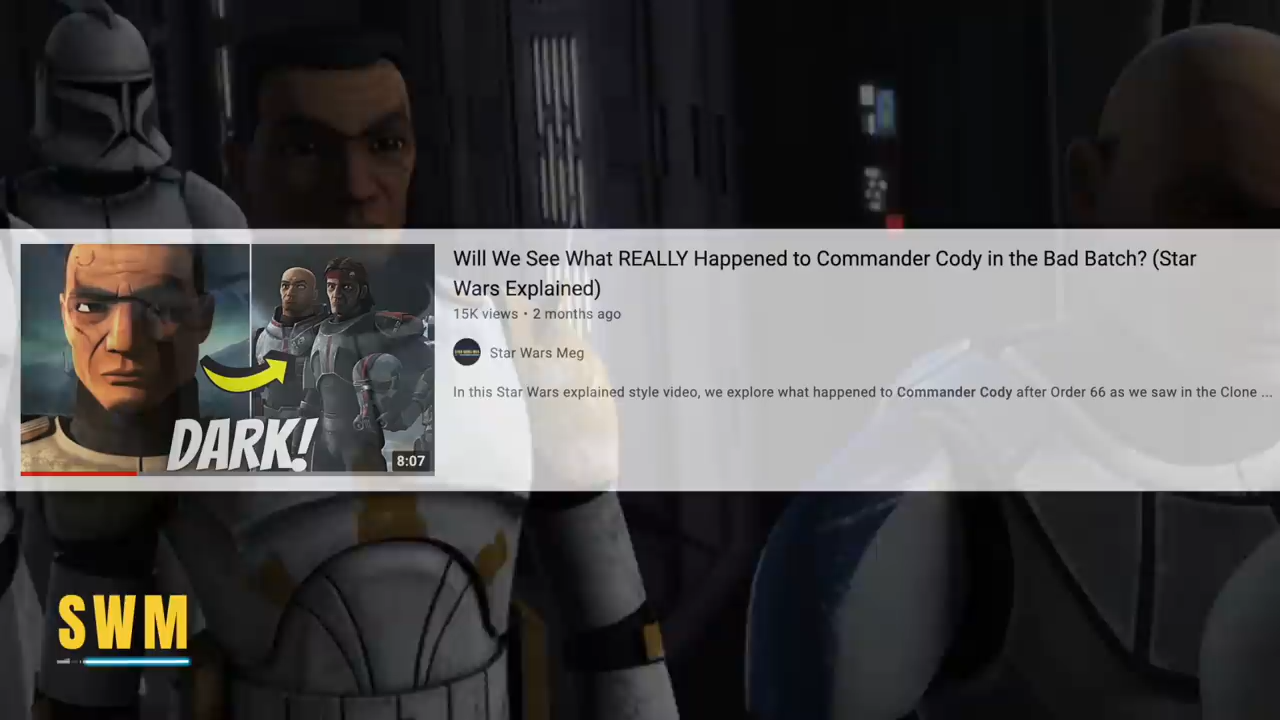 Will We See What REALLY Happened to Commander Cody in the Bad Batch? (Star
Wars Explained)
15K views • 2 months ago
Star Wars Meg
In this Star Wars explained style video, we explore what happened to Commander Cody after Order 66 as we saw in the Clone ...
DARK!
8:07
SWM